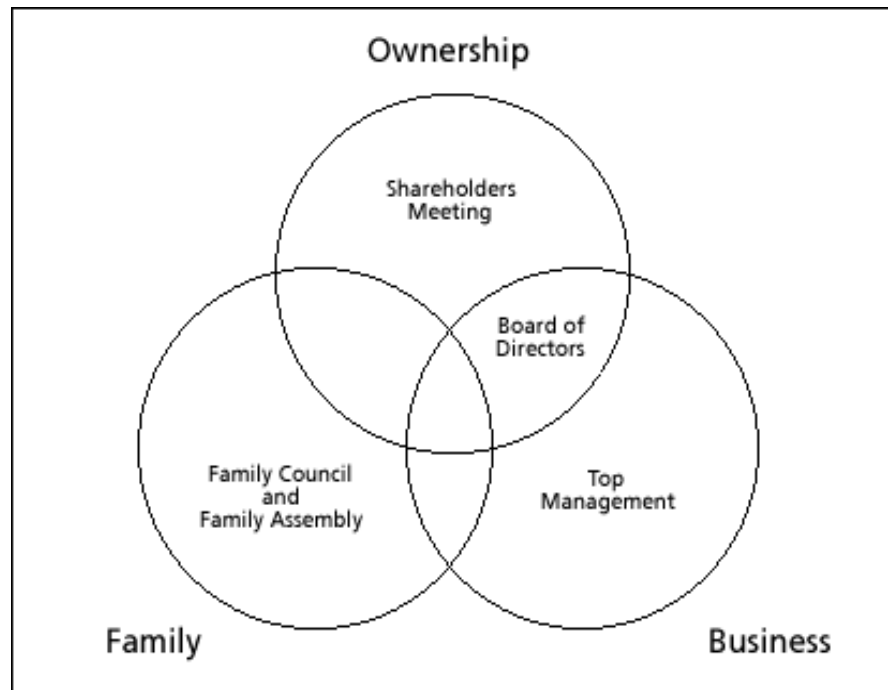 Ownership
Shareholders
Meeting
Board of
Directors
Family Council
and
Family Assembly
Top
Management
Family
Business